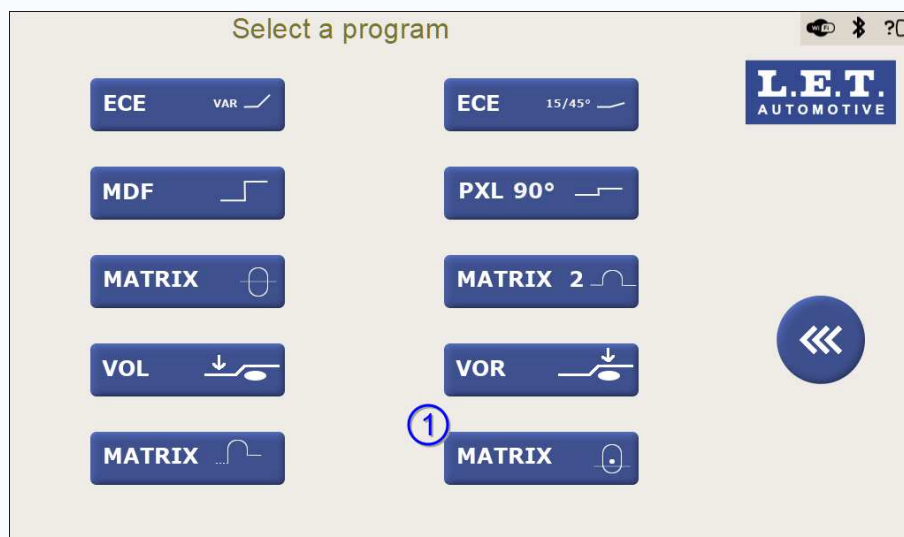 Select a program
WiFi ?
ECE VAR
ECE 15/45°
L.E.T.
AUTOMOTIVE
MDF
PXL 90°
MATRIX
MATRIX 2
VOL
VOR
1
MATRIX
MATRIX